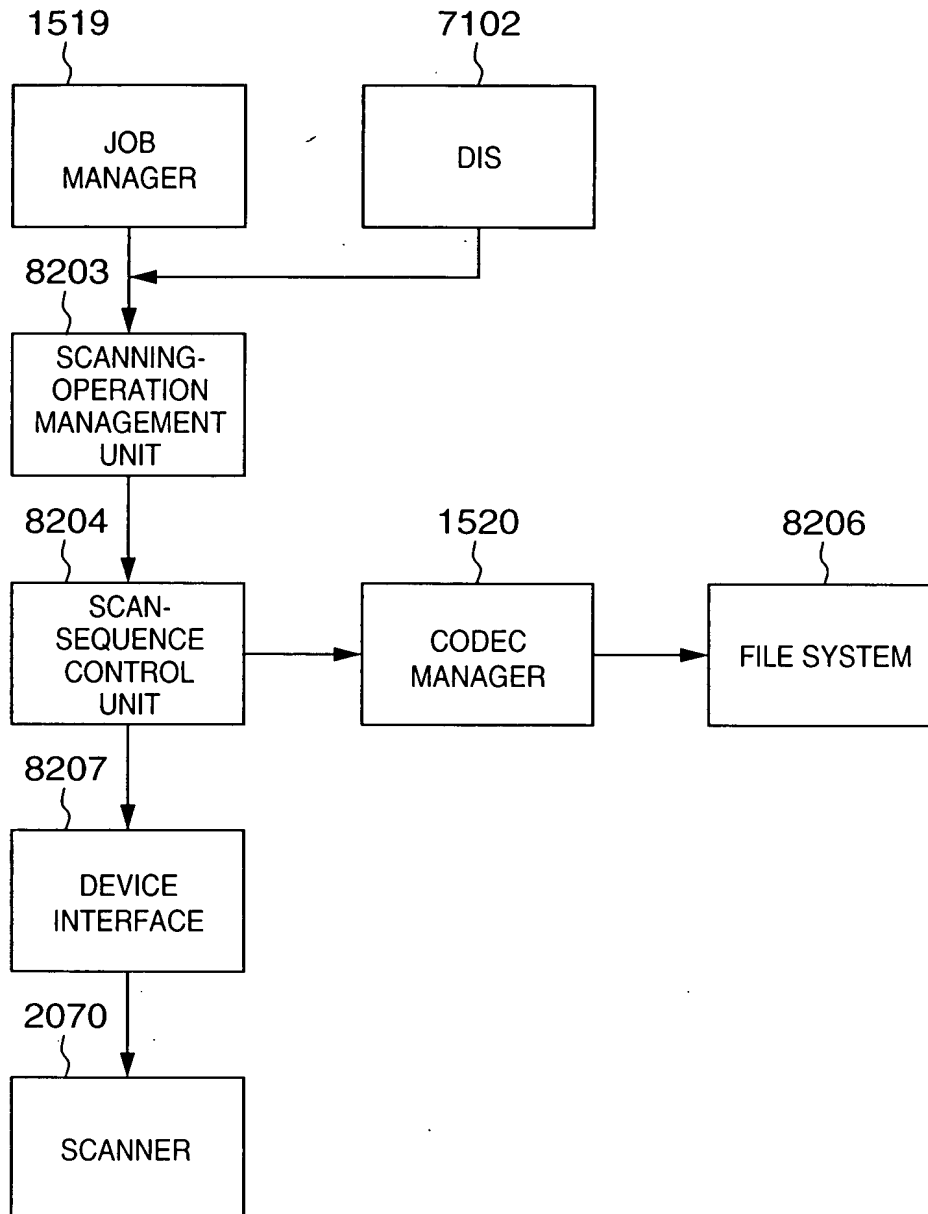 1519
7102
JOB
MANAGER
DIS
8203
SCANNING-
OPERATION
MANAGEMENT
UNIT
8204
1520
8206
SCAN-
SEQUENCE
CONTROL
UNIT
CODEC
MANAGER
FILE SYSTEM
8207
DEVICE
INTERFACE
2070
SCANNER